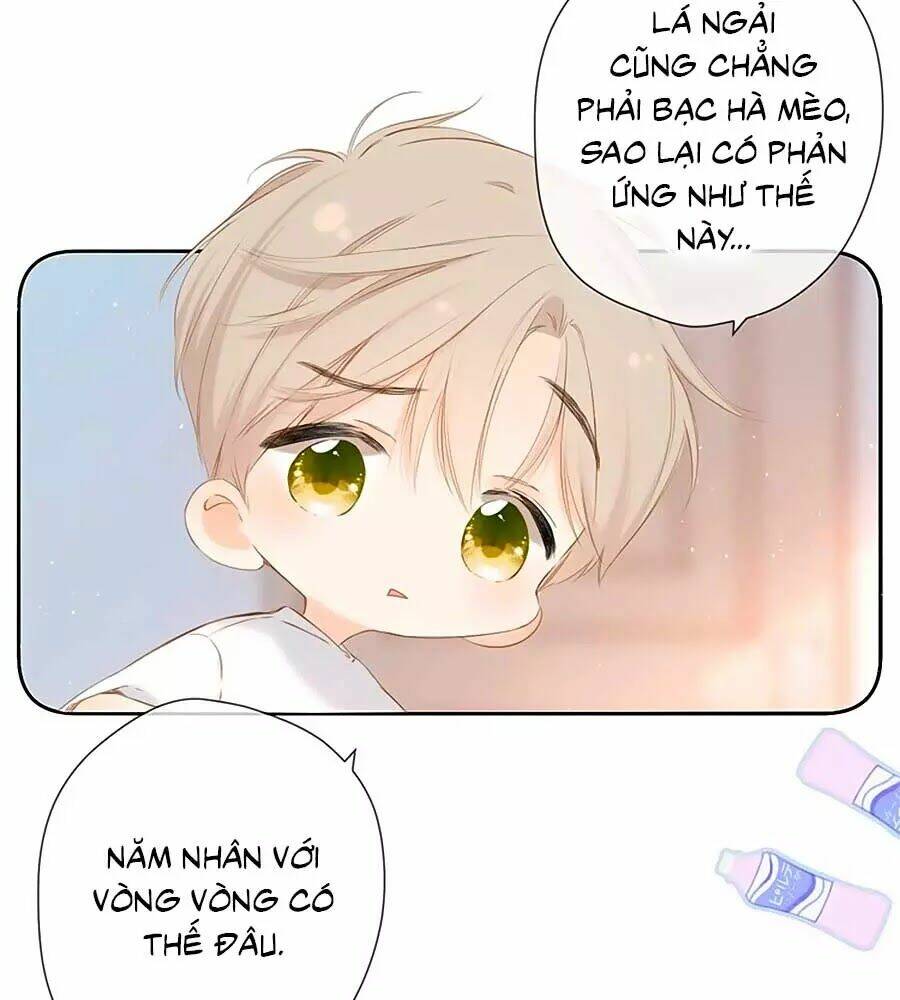 LÁ NGẢI
CŨNG CHẲNG
PHẢI BẠC HÀ MÈO,
SAO LẠI CÓ PHẢN
ỨNG NHƯ THẾ
NÀY...
NĂM NHÂN VỚI
VÒNG VÒNG CÓ
THẾ ĐÂU.